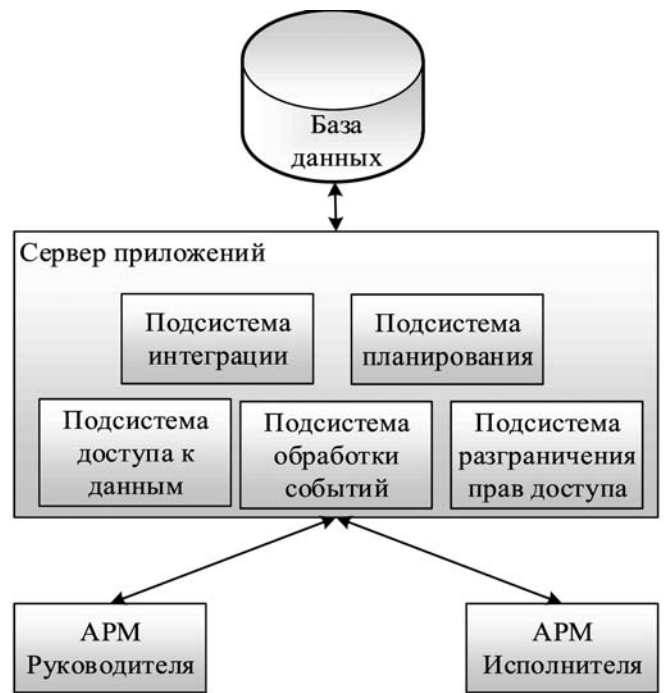 База
данных
Сервер приложений
Подсистема
интеграции
Подсистема
планирования
Подсистема
доступа к
данным
Подсистема
обработки
событий
Подсистема
разграничения
прав доступа
АРМ
Руководителя
АРМ
Исполнителя